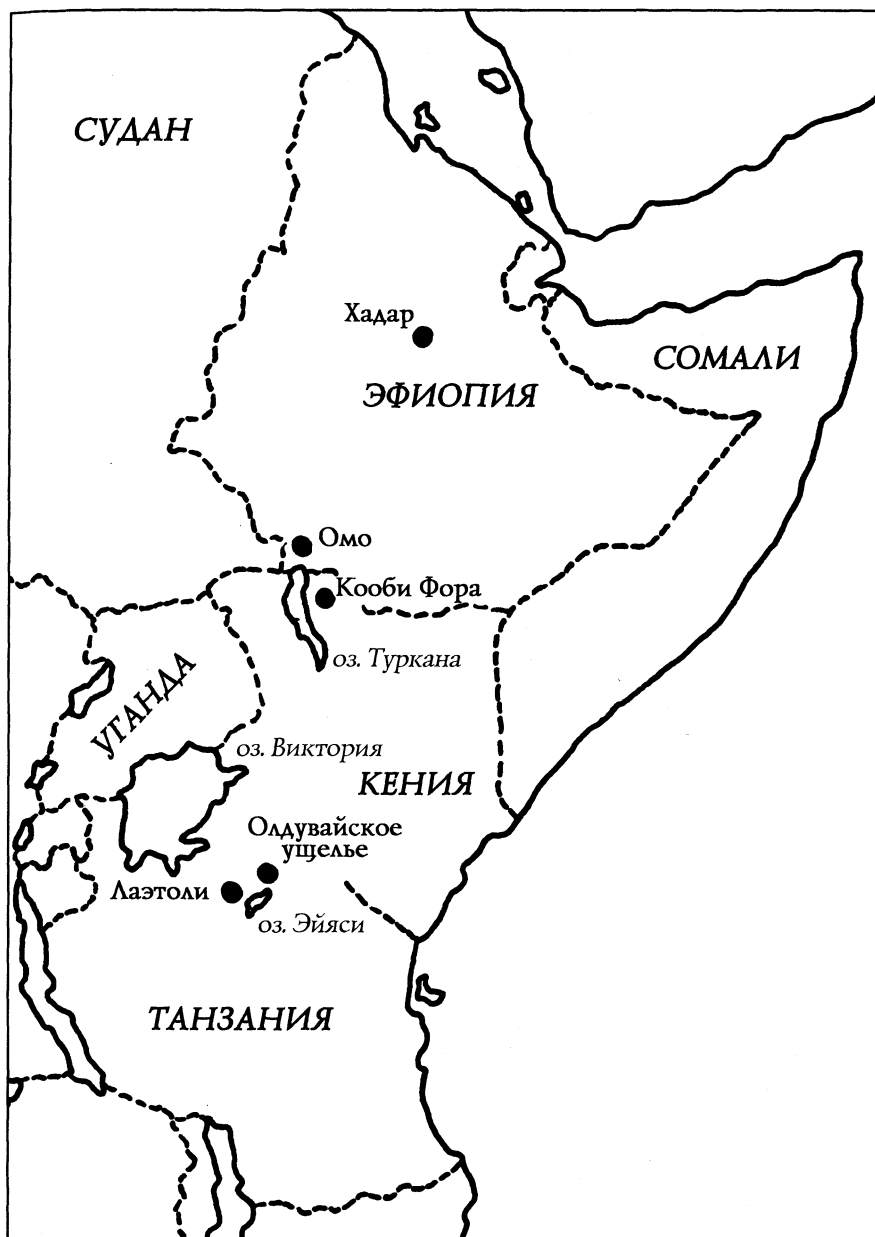 СУДАН
Хадар
СОМАЛИ
ЭФИОПИЯ
Омо
Кооби Фора
оз. Туркана
УГАНДА
оз. Виктория
КЕНИЯ
Олдувайское
ущелье
Лаэтоли
оз. Эйяси
ТАНЗАНИЯ